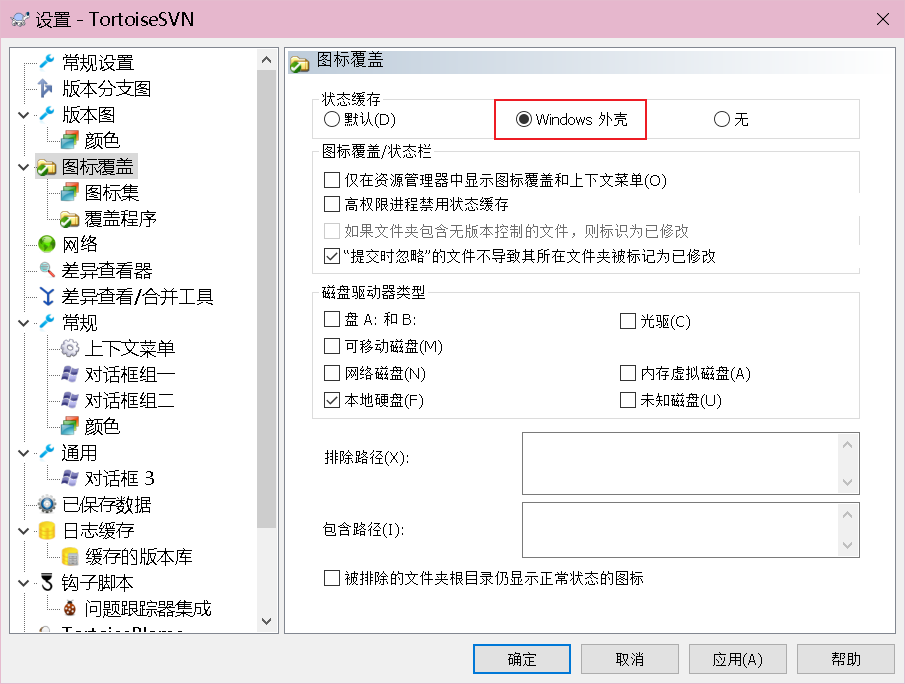 设置 - TortoiseSVN
常规设置
版本分支图
版本图
颜色
图标覆盖
图标集
覆盖程序
网络
差异查看器
差异查看/合并工具
常规
上下文菜单
对话框组一
对话框组二
颜色
通用
对话框 3
已保存数据
日志缓存
缓存的版本库
钩子脚本
问题跟踪器集成
TortoiseBlame
图标覆盖
状态缓存
默认(D)
Windows 外壳
无
图标覆盖/状态栏
仅在资源管理器中显示图标覆盖和上下文菜单(O)
高权限进程禁用状态缓存
如果文件夹包含无版本控制的文件，则标识为已修改
“提交时忽略”的文件不导致其所在文件夹被标记为已修改
磁盘驱动器类型
盘 A: 和 B:
光驱(C)
可移动磁盘(M)
网络磁盘(N)
内存虚拟磁盘(A)
本地硬盘(F)
未知磁盘(U)
排除路径(X):
包含路径(I):
被排除的文件夹根目录仍显示正常状态的图标
确定
取消
应用(A)
帮助